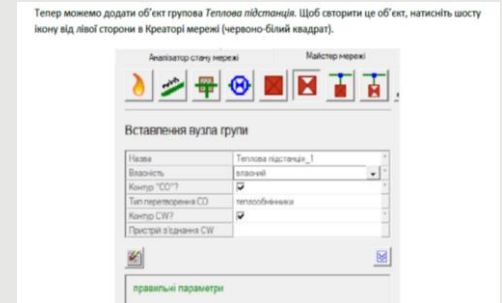 Тепер можемо додати об'єкт групова Теплова підстанція. Щоб свторити це об'єкт, натисніть шосту
ікону від лівої сторони в Креаторі мережі (червоно-білий квадрат).
Аналізатор стану мережі Майстер мережі
Вставлення вузла групи
Назва Теплова підстанція_1
Власність власний
Контур "СО"?
Тип перетворення СО теплообмінники
Контур CW?
Пристрій з'єднання CW
правильні параметри